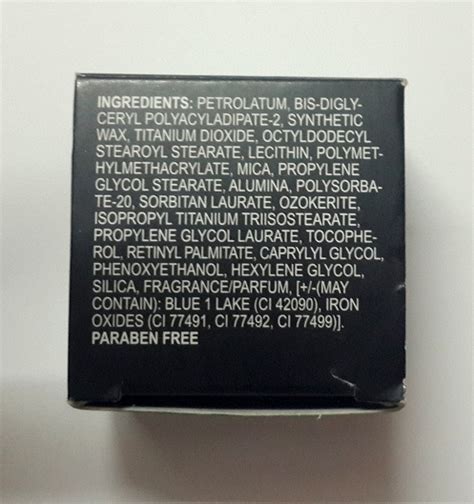 INGREDIENTS: PETROLATUM, BIS-DIGLY-
CERYL POLYACYLADIPATE-2, SYNTHETIC
WAX, TITANIUM DIOXIDE, OCTYLDODECYL
STEAROYL STEARATE, LECITHIN, POLYMET-
HYLMETHACRYLATE, MICA, PROPYLENE
GLYCOL STEARATE, ALUMINA, POLYSORBA-
TE-20, SORBITAN LAURATE, OZOKERITE,
ISOPROPYL TITANIUM TRIISOSTEARATE,
PROPYLENE GLYCOL LAURATE, TOCOPHE-
ROL, RETINYL PALMITATE, CAPRYLYL GLYCOL,
PHENOXYETHANOL, HEXYLENE GLYCOL,
SILICA, FRAGRANCE/PARFUM, [+/-(MAY
CONTAIN): BLUE 1 LAKE (CI 42090), IRON
OXIDES (CI 77491, CI 77492, CI 77499)].
PARABEN FREE